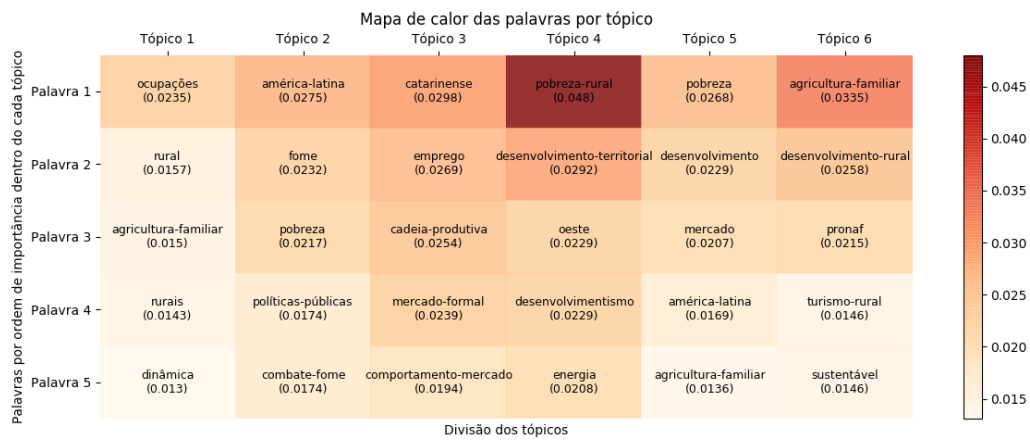 Mapa de calor das palavras por tópico
Tópico 1 Tópico 2 Tópico 3 Tópico 4 Tópico 5 Tópico 6
Palavras por ordem de importância dentro de cada tópico
Palavra 1 ocupações américa-latina catarinense pobreza-rural pobreza agricultura-familiar
(0.0235) (0.0275) (0.0298) (0.048) (0.0268) (0.0335)
Palavra 2 rural fome emprego desenvolvimento-territorial desenvolvimento desenvolvimento-rural
(0.0157) (0.0232) (0.0269) (0.0292) (0.0229) (0.0258)
Palavra 3 agricultura-familiar pobreza cadeia-produtiva oeste mercado pronaf
(0.015) (0.0217) (0.0254) (0.0229) (0.0207) (0.0215)
Palavra 4 rurais políticas-públicas mercado-formal desenvolvimentismo américa-latina turismo-rural
(0.0143) (0.0174) (0.0239) (0.0229) (0.0169) (0.0146)
Palavra 5 dinâmica combate-fome comportamento-mercado energia agricultura-familiar sustentável
(0.013) (0.0174) (0.0194) (0.0208) (0.0136) (0.0146)
Divisão dos tópicos
0.045
0.040
0.035
0.030
0.025
0.020
0.015